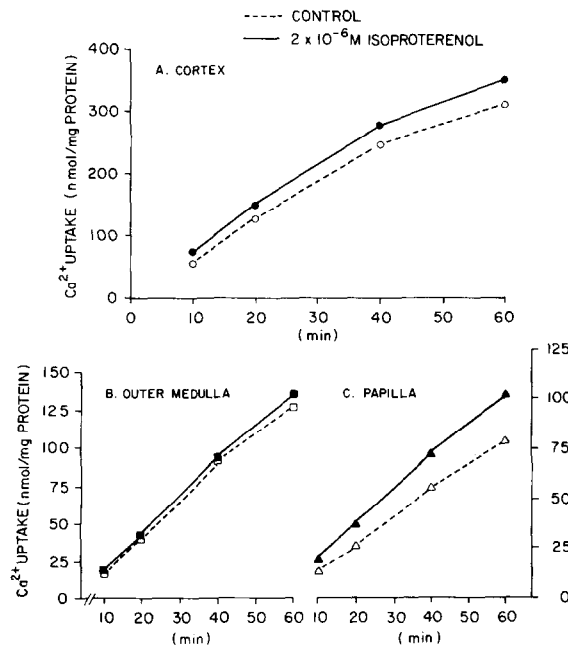 CONTROL
2 x 10⁻⁶M ISOPROTERENOL
A. CORTEX
Ca²⁺ UPTAKE (nmol/mg PROTEIN)
400
300
200
100
0
0 10 20 30 40 50 60
(min)
B. OUTER MEDULLA
Ca²⁺ UPTAKE (nmol/mg PROTEIN)
150
125
100
75
50
25
0
10 20 30 40 50 60
(min)
C. PAPILLA
125
100
75
50
25
0
10 20 30 40 50 60
(min)